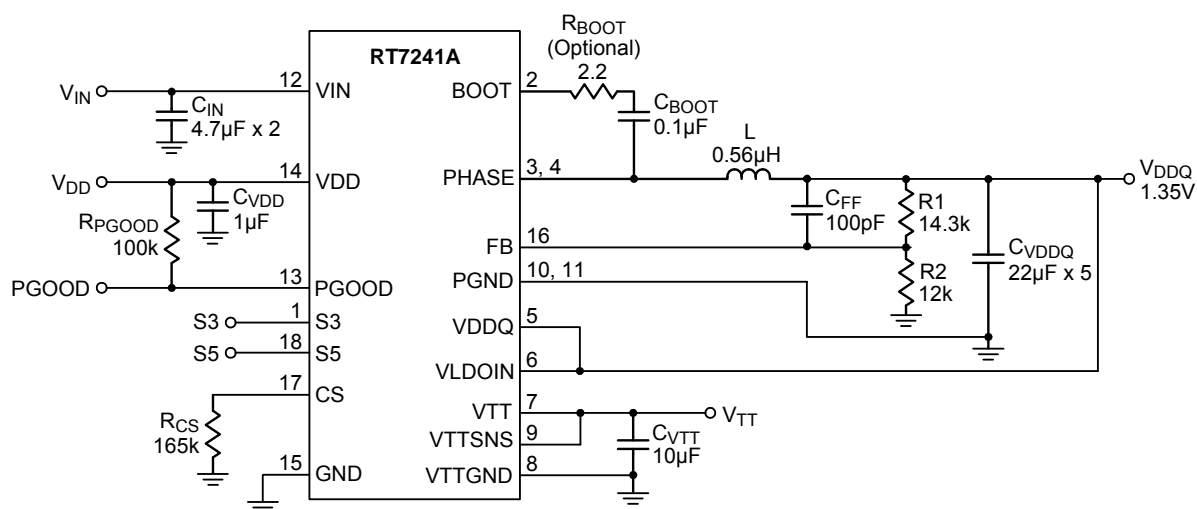 RT7241A
VIN
12
VIN
CIN
4.7µF x 2
VDD
14
VDD
CVDD
1µF
RPGOOD
100k
PGOOD
13
PGOOD
S3
1
S3
S5
18
S5
17
CS
RCS
165k
15
GND
BOOT
2
RBOOT
(Optional)
2.2
CBOOT
0.1µF
PHASE
3, 4
L
0.56µH
VDDQ
1.35V
CFF
100pF
R1
14.3k
FB
16
R2
12k
CVDDQ
22µF x 5
PGND
10, 11
VDDQ
5
VLDOIN
6
VTT
7
VTT
VTTSNS
9
CVTT
10µF
VTTGND
8